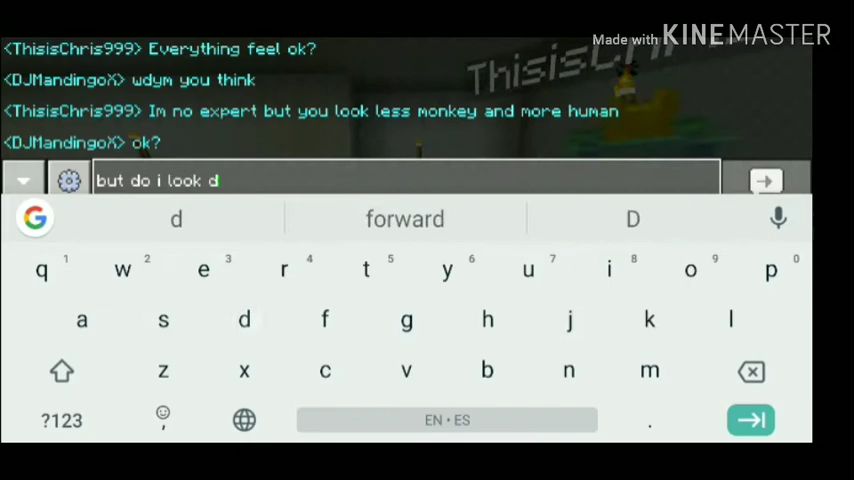 Made with KINEMASTER
<ThisisChris999> Everything feel ok?
ThisisChr
<DJMandingoX> wdym you think
<ThisisChris999> Im no expert but you look less monkey and more human
<DJMandingoX> ok?
but do i look d
d forward D
q 1 w 2 e 3 r 4 t 5 y 6 u 7 i 8 o 9 p 0
a s d f g h j k l
z x c v b n m
?123 , EN • ES .